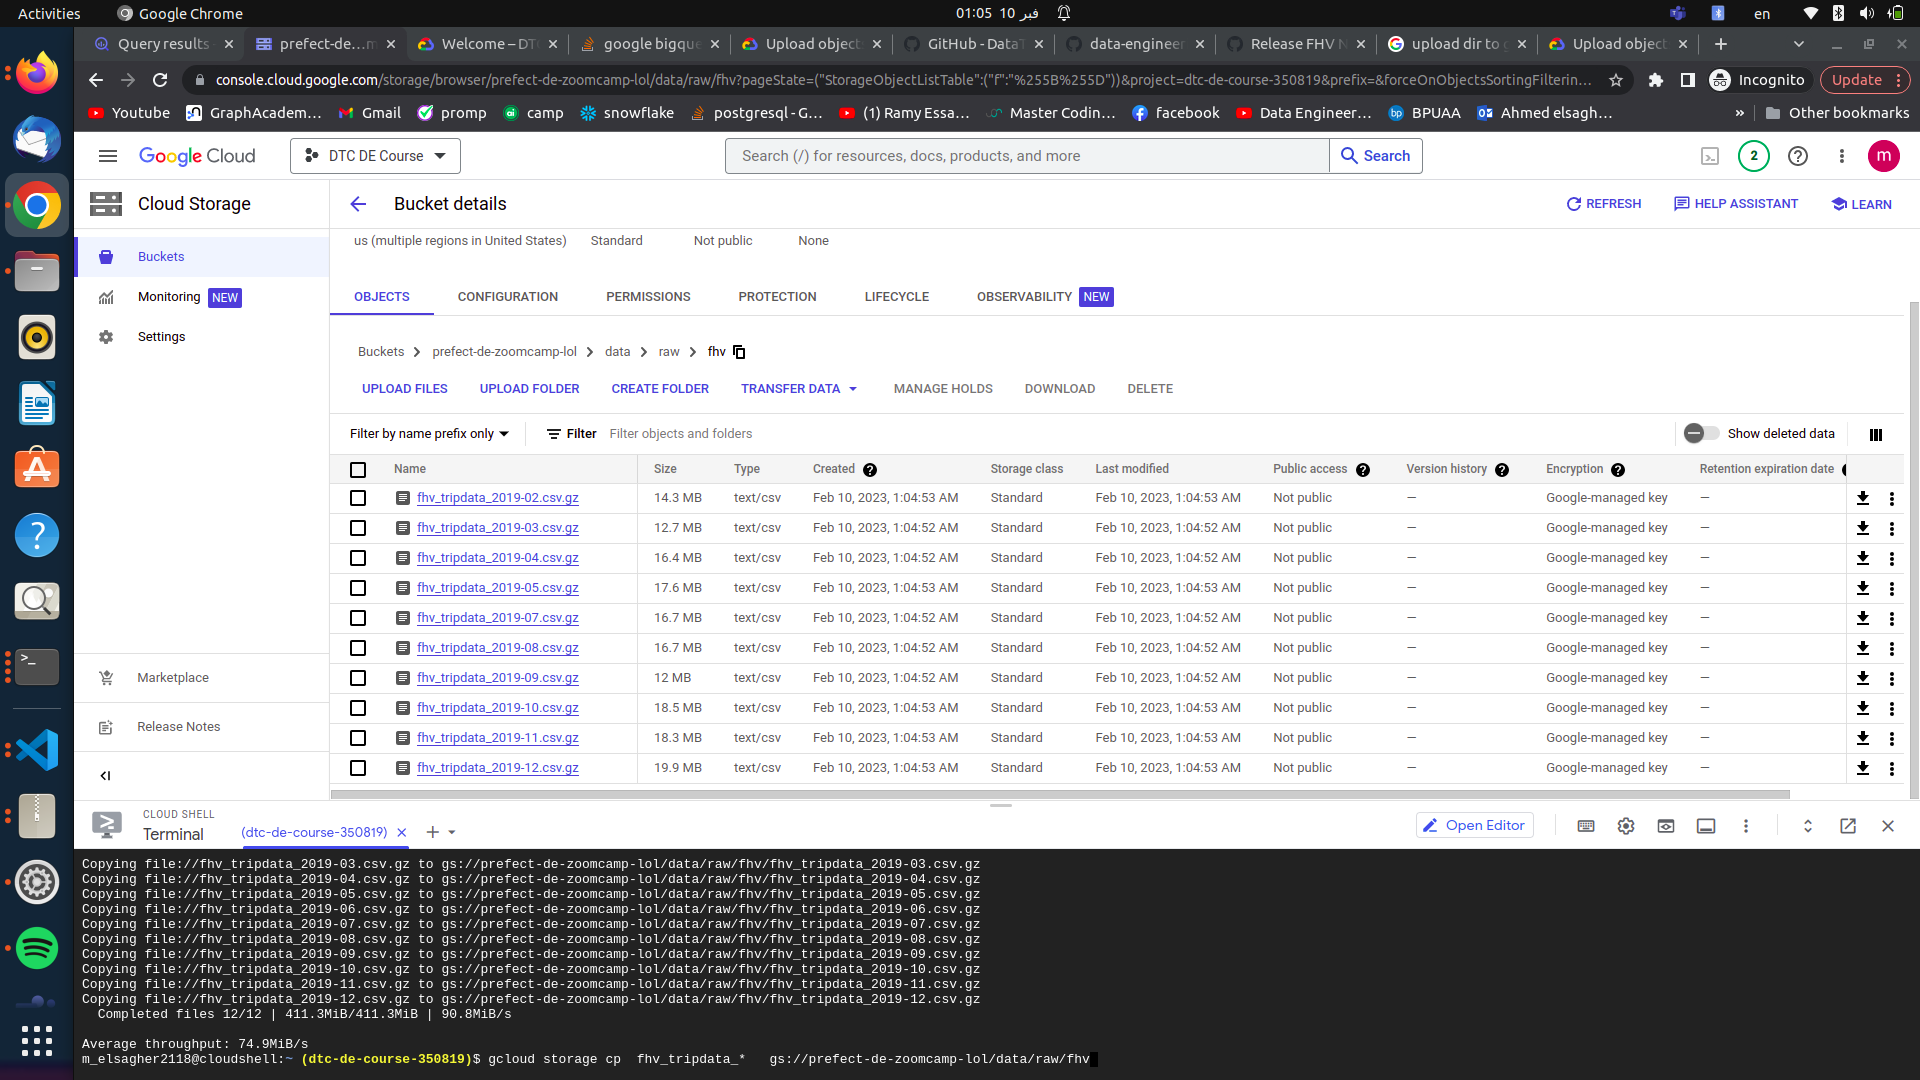 Activities
Google Chrome
01:05 10 فبر
en
Query results
prefect-de...m
Welcome – DTC
google bigque
Upload object
GitHub - DataT
data-engineer
Release FHV N
upload dir to g
Upload object
console.cloud.google.com/storage/browser/prefect-de-zoomcamp-lol/data/raw/fhv?pageState=("StorageObjectListTable":("f":"%255B%255D"))&project=dtc-de-course-350819&prefix=&forceOnObjectsSortingFilterin...
Incognito
Update
Youtube
GraphAcadem...
Gmail
promp
camp
snowflake
postgresql - G...
(1) Ramy Essa...
Master Codin...
facebook
Data Engineer...
BPUAA
Ahmed elsagh...
»
Other bookmarks
Google Cloud
DTC DE Course
Search (/) for resources, docs, products, and more
Search
2
m
Cloud Storage
Bucket details
REFRESH
HELP ASSISTANT
LEARN
us (multiple regions in United States) Standard Not public None
Buckets
Monitoring NEW
Settings
Marketplace
Release Notes
OBJECTS CONFIGURATION PERMISSIONS PROTECTION LIFECYCLE OBSERVABILITY NEW
Buckets > prefect-de-zoomcamp-lol > data > raw > fhv
UPLOAD FILES UPLOAD FOLDER CREATE FOLDER TRANSFER DATA MANAGE HOLDS DOWNLOAD DELETE
Filter by name prefix only Filter Filter objects and folders Show deleted data
Name Size Type Created Storage class Last modified Public access Version history Encryption Retention expiration date
fhv_tripdata_2019-02.csv.gz 14.3 MB text/csv Feb 10, 2023, 1:04:53 AM Standard Feb 10, 2023, 1:04:53 AM Not public — Google-managed key —
fhv_tripdata_2019-03.csv.gz 12.7 MB text/csv Feb 10, 2023, 1:04:52 AM Standard Feb 10, 2023, 1:04:52 AM Not public — Google-managed key —
fhv_tripdata_2019-04.csv.gz 16.4 MB text/csv Feb 10, 2023, 1:04:52 AM Standard Feb 10, 2023, 1:04:52 AM Not public — Google-managed key —
fhv_tripdata_2019-05.csv.gz 17.6 MB text/csv Feb 10, 2023, 1:04:53 AM Standard Feb 10, 2023, 1:04:53 AM Not public — Google-managed key —
fhv_tripdata_2019-07.csv.gz 16.7 MB text/csv Feb 10, 2023, 1:04:52 AM Standard Feb 10, 2023, 1:04:52 AM Not public — Google-managed key —
fhv_tripdata_2019-08.csv.gz 16.7 MB text/csv Feb 10, 2023, 1:04:52 AM Standard Feb 10, 2023, 1:04:52 AM Not public — Google-managed key —
fhv_tripdata_2019-09.csv.gz 12 MB text/csv Feb 10, 2023, 1:04:52 AM Standard Feb 10, 2023, 1:04:52 AM Not public — Google-managed key —
fhv_tripdata_2019-10.csv.gz 18.5 MB text/csv Feb 10, 2023, 1:04:53 AM Standard Feb 10, 2023, 1:04:53 AM Not public — Google-managed key —
fhv_tripdata_2019-11.csv.gz 18.3 MB text/csv Feb 10, 2023, 1:04:53 AM Standard Feb 10, 2023, 1:04:53 AM Not public — Google-managed key —
fhv_tripdata_2019-12.csv.gz 19.9 MB text/csv Feb 10, 2023, 1:04:53 AM Standard Feb 10, 2023, 1:04:53 AM Not public — Google-managed key —
CLOUD SHELL
Terminal
(dtc-de-course-350819)
Open Editor
Copying file://fhv_tripdata_2019-03.csv.gz to gs://prefect-de-zoomcamp-lol/data/raw/fhv/fhv_tripdata_2019-03.csv.gz
Copying file://fhv_tripdata_2019-04.csv.gz to gs://prefect-de-zoomcamp-lol/data/raw/fhv/fhv_tripdata_2019-04.csv.gz
Copying file://fhv_tripdata_2019-05.csv.gz to gs://prefect-de-zoomcamp-lol/data/raw/fhv/fhv_tripdata_2019-05.csv.gz
Copying file://fhv_tripdata_2019-06.csv.gz to gs://prefect-de-zoomcamp-lol/data/raw/fhv/fhv_tripdata_2019-06.csv.gz
Copying file://fhv_tripdata_2019-07.csv.gz to gs://prefect-de-zoomcamp-lol/data/raw/fhv/fhv_tripdata_2019-07.csv.gz
Copying file://fhv_tripdata_2019-08.csv.gz to gs://prefect-de-zoomcamp-lol/data/raw/fhv/fhv_tripdata_2019-08.csv.gz
Copying file://fhv_tripdata_2019-09.csv.gz to gs://prefect-de-zoomcamp-lol/data/raw/fhv/fhv_tripdata_2019-09.csv.gz
Copying file://fhv_tripdata_2019-10.csv.gz to gs://prefect-de-zoomcamp-lol/data/raw/fhv/fhv_tripdata_2019-10.csv.gz
Copying file://fhv_tripdata_2019-11.csv.gz to gs://prefect-de-zoomcamp-lol/data/raw/fhv/fhv_tripdata_2019-11.csv.gz
Copying file://fhv_tripdata_2019-12.csv.gz to gs://prefect-de-zoomcamp-lol/data/raw/fhv/fhv_tripdata_2019-12.csv.gz
Completed files 12/12 | 411.3MiB/411.3MiB | 90.8MiB/s
Average throughput: 74.9MiB/s
m_elsagher2118@cloudshell:~ (dtc-de-course-350819)$ gcloud storage cp fhv_tripdata_* gs://prefect-de-zoomcamp-lol/data/raw/fhv